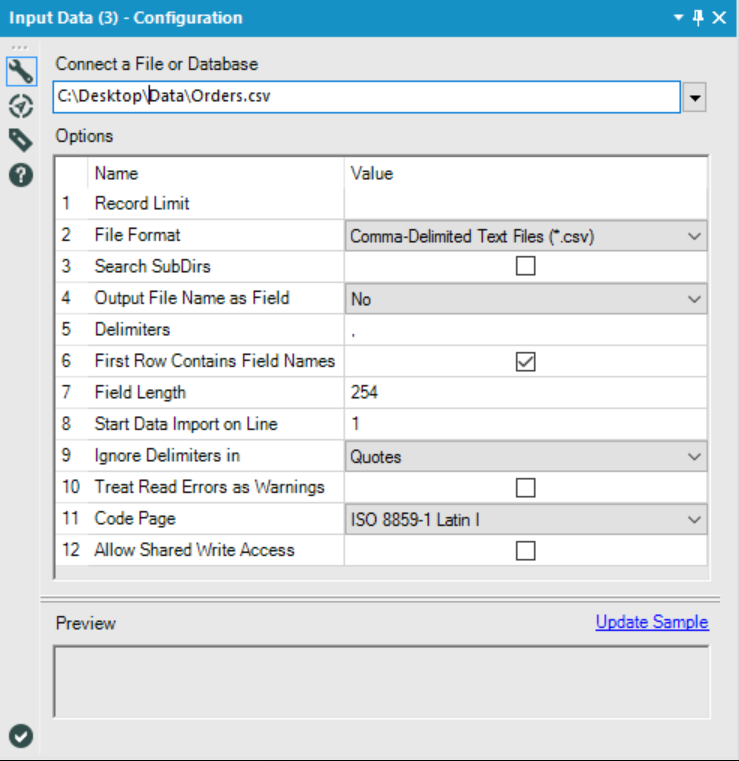 Input Data (3) - Configuration
Connect a File or Database
C:\Desktop\Data\Orders.csv
Options
Name Value
1 Record Limit
2 File Format Comma-Delimited Text Files (*.csv)
3 Search SubDirs
4 Output File Name as Field No
5 Delimiters ,
6 First Row Contains Field Names
7 Field Length 254
8 Start Data Import on Line 1
9 Ignore Delimiters in Quotes
10 Treat Read Errors as Warnings
11 Code Page ISO 8859-1 Latin I
12 Allow Shared Write Access
Preview Update Sample